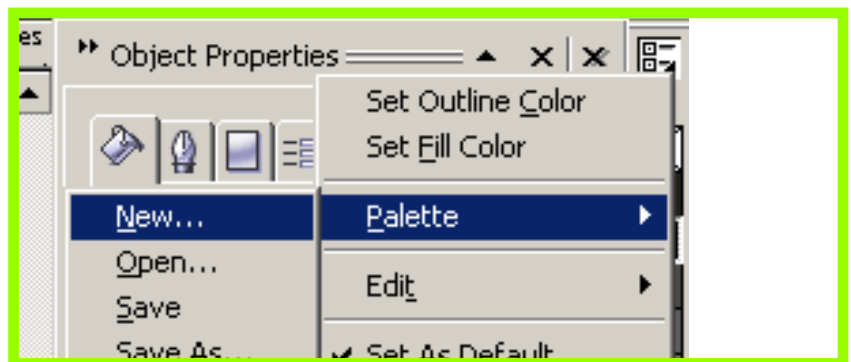 es
Object Properties
Set Outline Color
Set Fill Color
New...
Palette
Open...
Edit
Save
Save As...
Set As Default